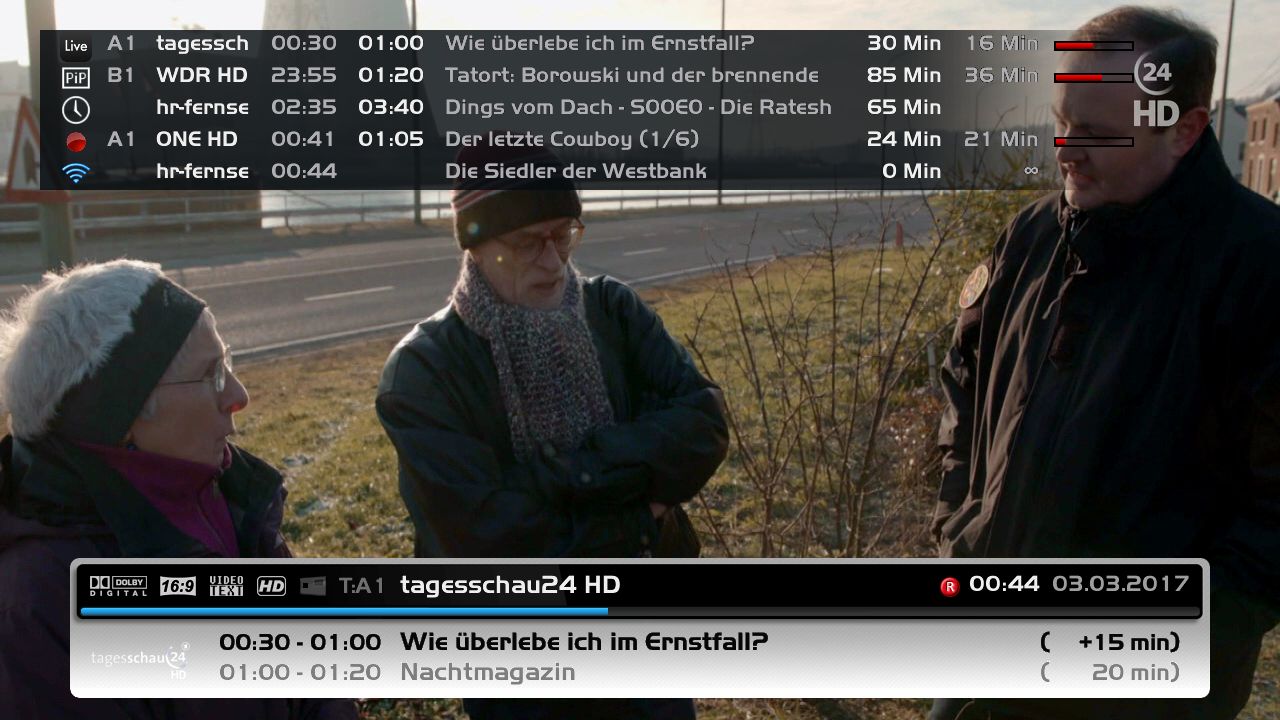 Live A1 tagessch 00:30 01:00 Wie überlebe ich im Ernstfall? 30 Min 16 Min
PiP B1 WDR HD 23:55 01:20 Tatort: Borowski und der brennende 85 Min 36 Min
24
HD
hr-fernse 02:35 03:40 Dings vom Dach - S00E0 - Die Ratesh 65 Min
A1 ONE HD 00:41 01:05 Der letzte Cowboy (1/6) 24 Min 21 Min
hr-fernse 00:44 Die Siedler der Westbank 0 Min ∞
DOLBY DIGITAL 16:9 VIDEO TEXT HD T:A1 tagesschau24 HD R 00:44 03.03.2017
00:30 - 01:00 Wie überlebe ich im Ernstfall? ( +15 min)
tagesschau24 HD
01:00 - 01:20 Nachtmagazin ( 20 min)